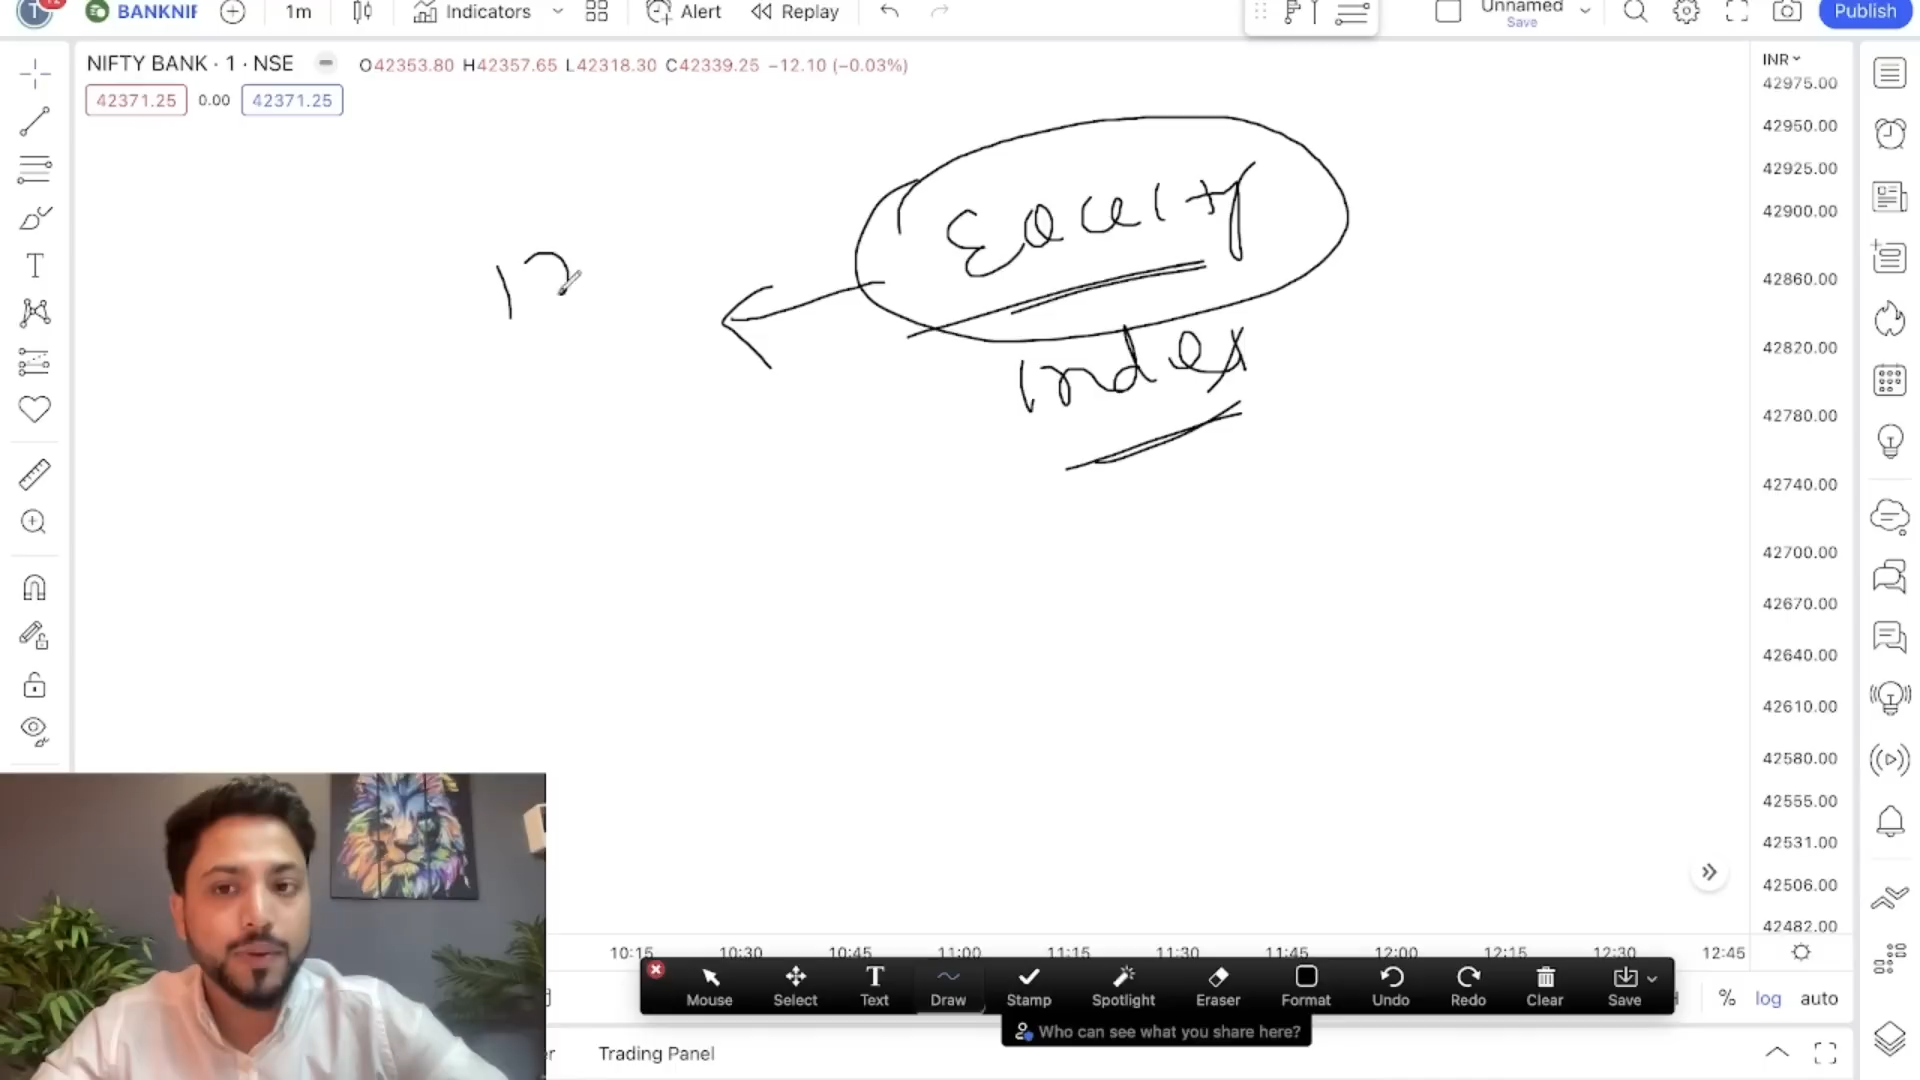 12
BANKNIF
1m
Indicators
Alert
Replay
Unnamed
Save
Publish
NIFTY BANK · 1 · NSE
O42353.80 H42357.65 L42318.30 C42339.25 −12.10 (−0.03%)
42371.25 0.00 42371.25
INR
42975.00
42950.00
42925.00
42900.00
42860.00
42820.00
42780.00
42740.00
42700.00
42670.00
42640.00
42610.00
42580.00
42555.00
42531.00
42506.00
42482.00
Eqcuity
Index
10:15 10:30 10:45 11:00 11:15 11:30 11:45 12:00 12:15 12:30 12:45
Mouse Select Text Draw Stamp Spotlight Eraser Format Undo Redo Clear Save
% log auto
Who can see what you share here?
Trading Panel